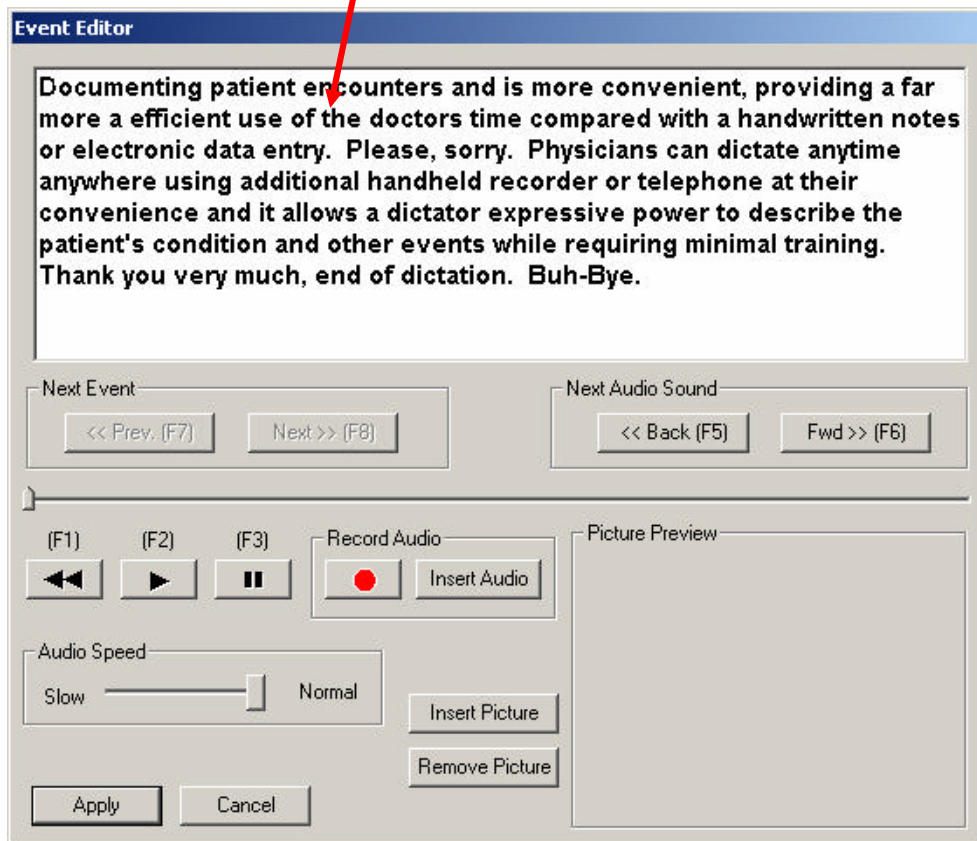 Event Editor
Documenting patient encounters and is more convenient, providing a far
more a efficient use of the doctors time compared with a handwritten notes
or electronic data entry.  Please, sorry.  Physicians can dictate anytime
anywhere using additional handheld recorder or telephone at their
convenience and it allows a dictator expressive power to describe the
patient's condition and other events while requiring minimal training.
Thank you very much, end of dictation.  Buh-Bye.
Next Event
<< Prev. (F7)
Next >> (F8)
Next Audio Sound
<< Back (F5)
Fwd >> (F6)
(F1)
(F2)
(F3)
Record Audio
Insert Audio
Picture Preview
Audio Speed
Slow
Normal
Insert Picture
Remove Picture
Apply
Cancel